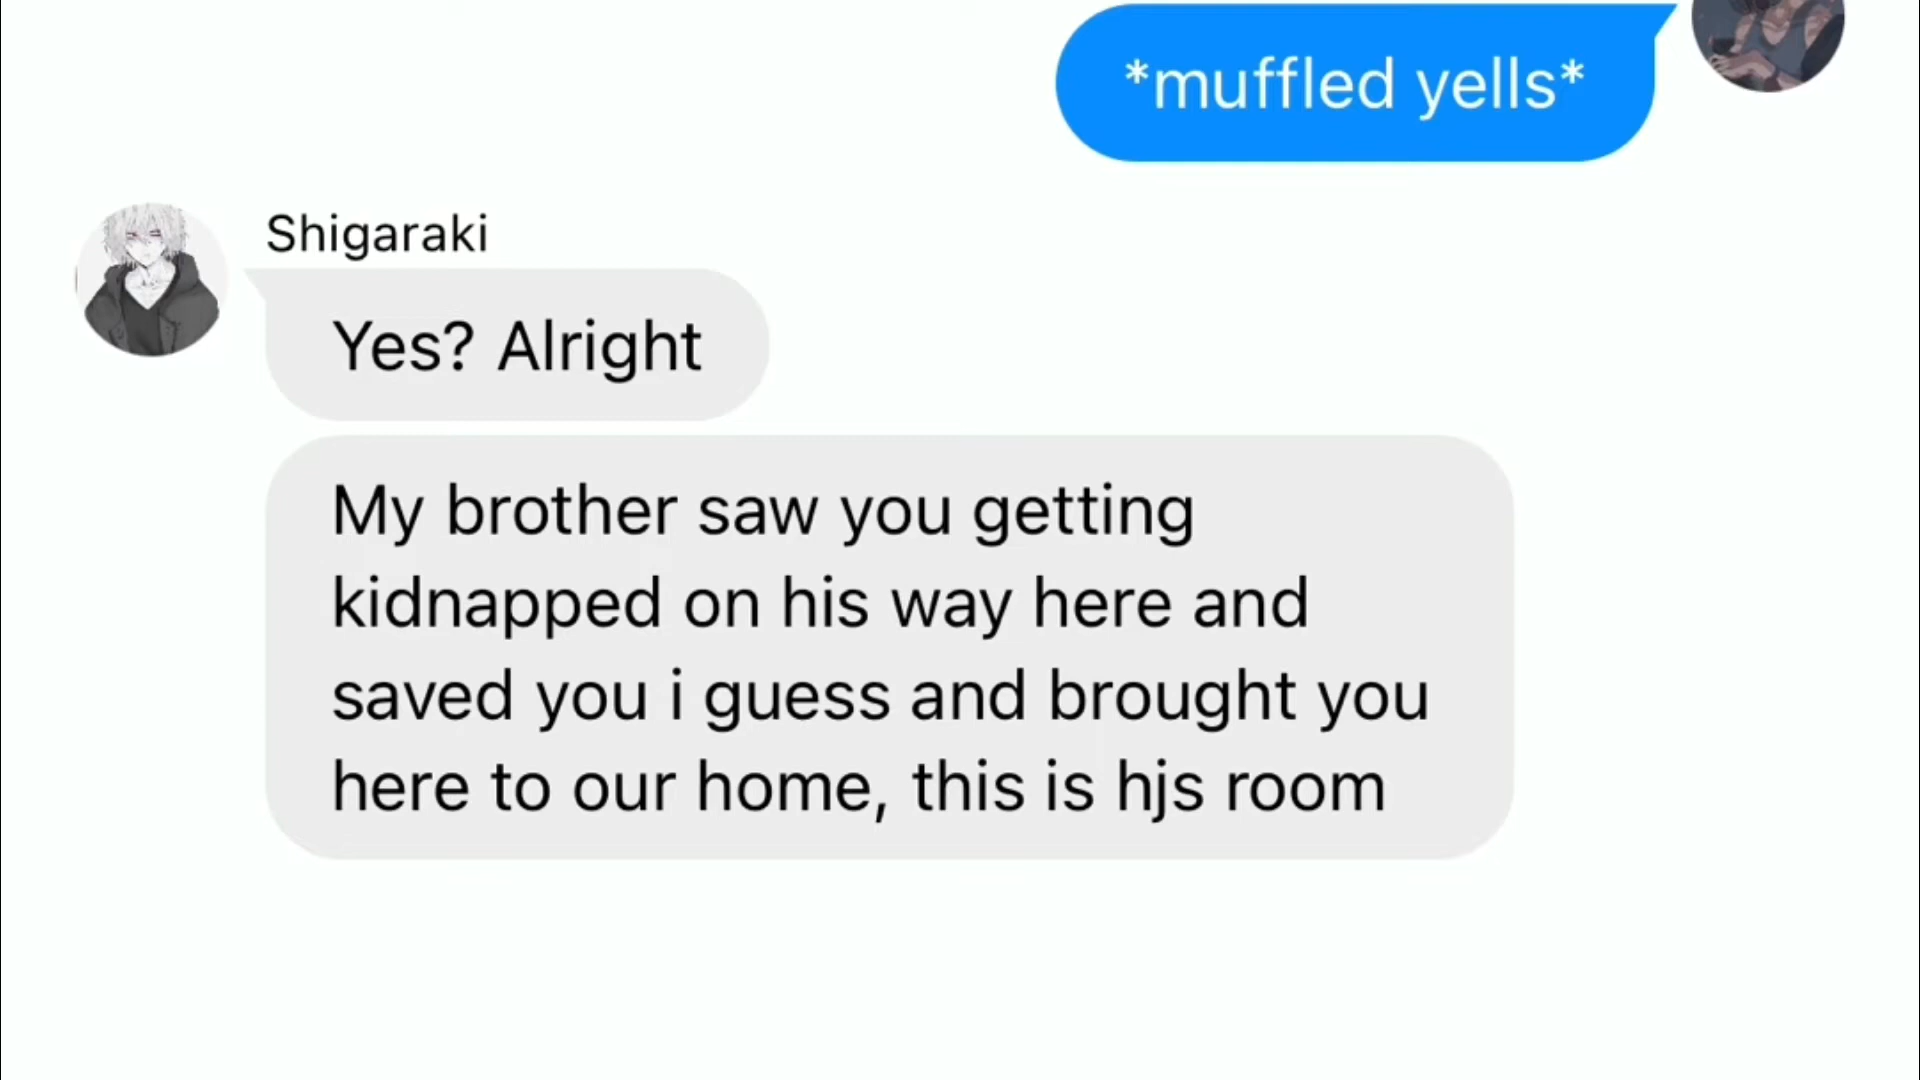 *muffled yells*
Shigaraki
Yes? Alright
My brother saw you getting
kidnapped on his way here and
saved you i guess and brought you
here to our home, this is hjs room